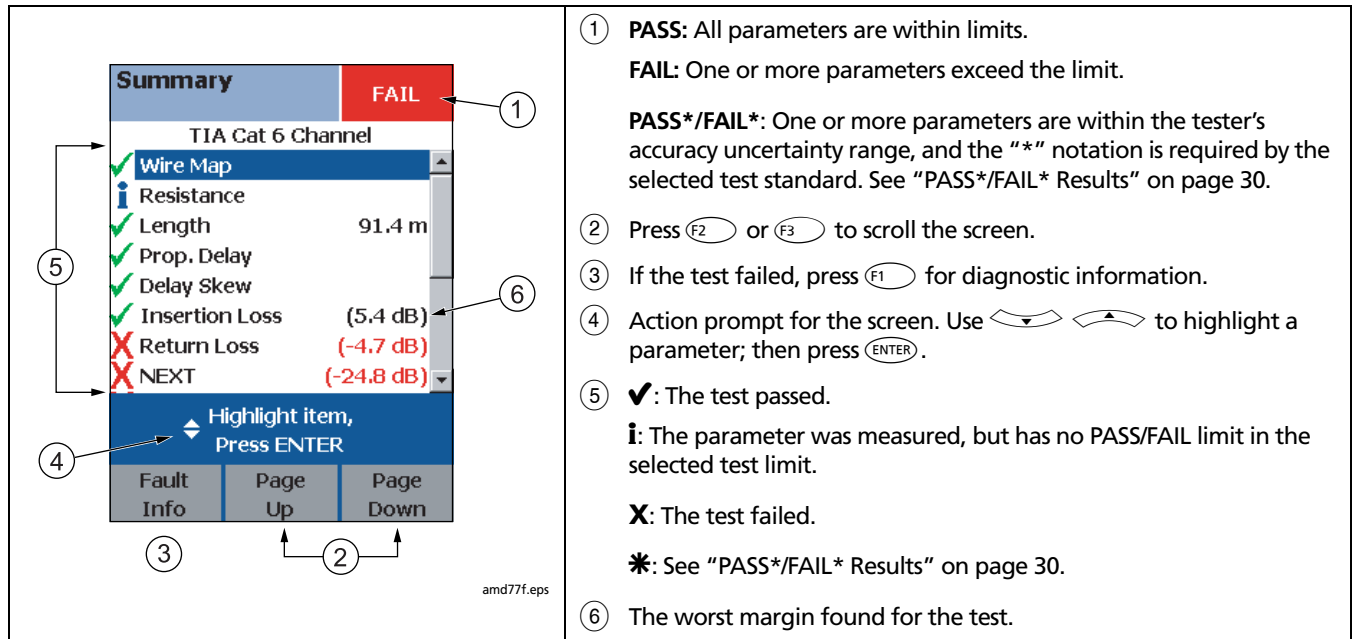 Summary
FAIL
TIA Cat 6 Channel
✓ Wire Map
i Resistance
✓ Length 91.4 m
✓ Prop. Delay
✓ Delay Skew
✓ Insertion Loss (5.4 dB)
X Return Loss (-4.7 dB)
X NEXT (-24.8 dB)
Highlight item,
Press ENTER
Fault Info
Page Up
Page Down
1
5
6
4
3
2
amd77f.eps
1 PASS: All parameters are within limits.
FAIL: One or more parameters exceed the limit.
PASS*/FAIL*: One or more parameters are within the tester's
accuracy uncertainty range, and the "*" notation is required by the
selected test standard. See "PASS*/FAIL* Results" on page 30.
2 Press F2 or F3 to scroll the screen.
3 If the test failed, press F1 for diagnostic information.
4 Action prompt for the screen. Use to highlight a
parameter; then press ENTER.
5 ✔: The test passed.
i: The parameter was measured, but has no PASS/FAIL limit in the
selected test limit.
X: The test failed.
✱: See "PASS*/FAIL* Results" on page 30.
6 The worst margin found for the test.